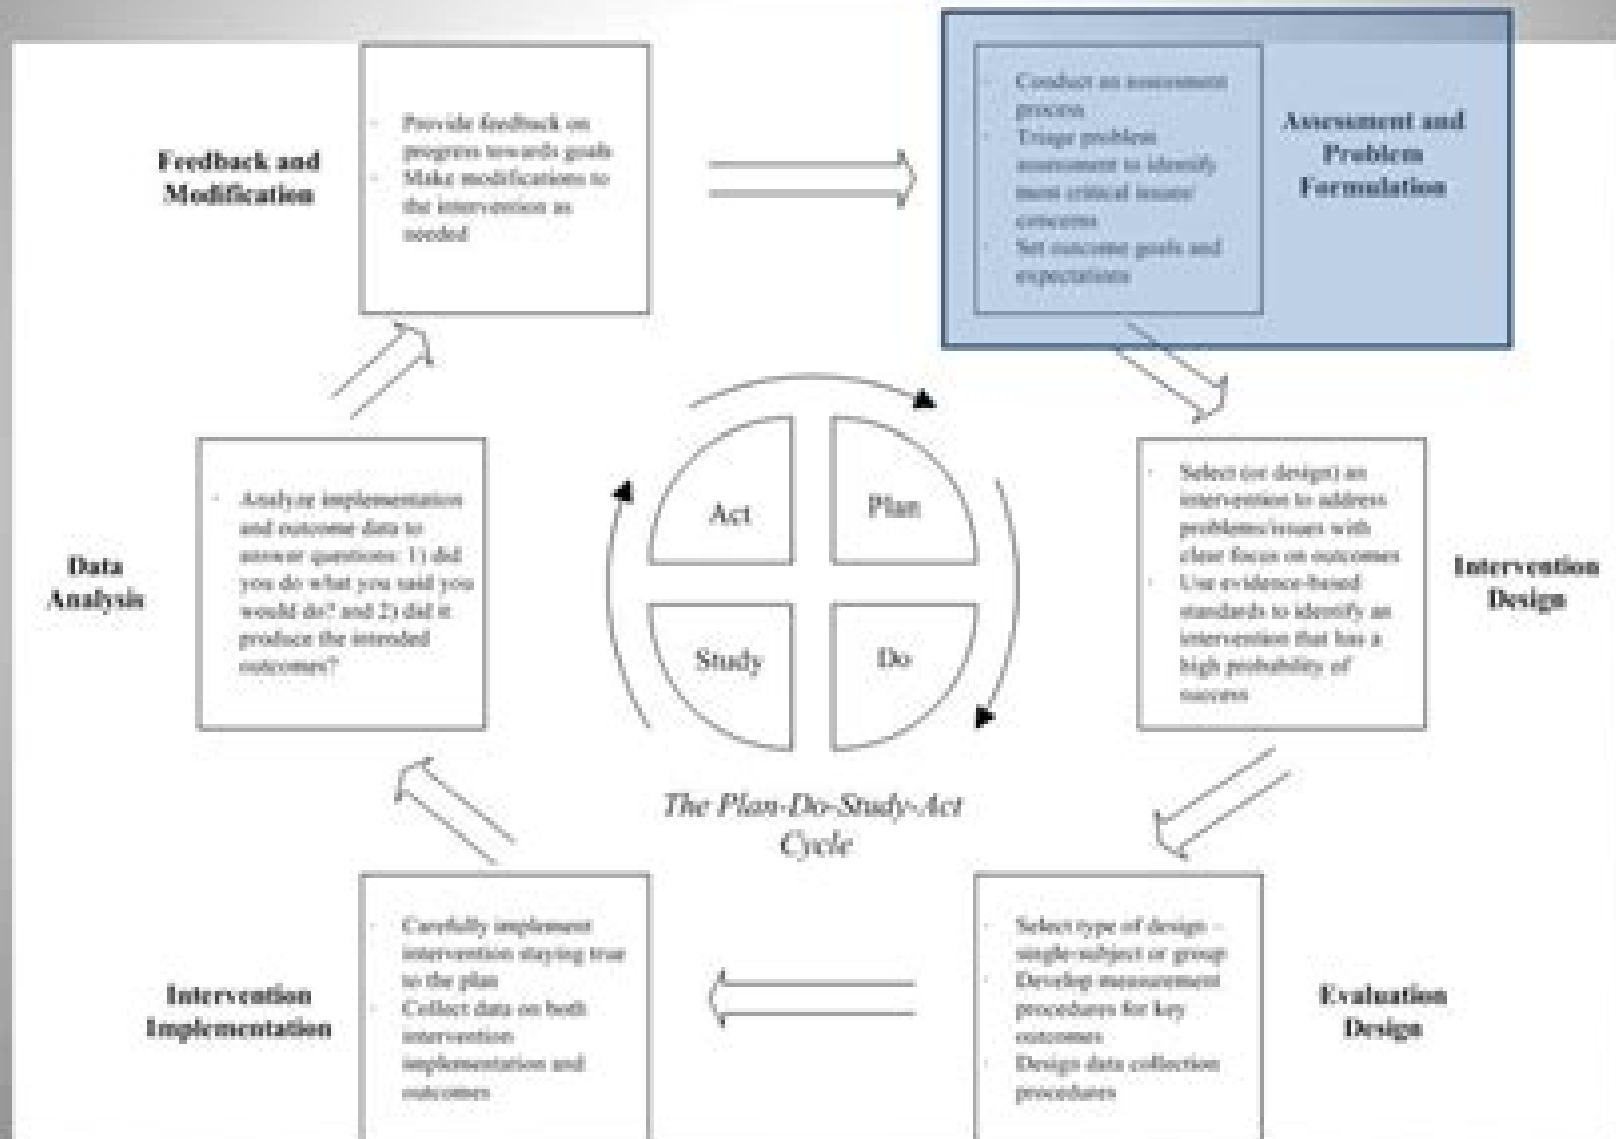 Feedback and
Modification
Provide feedback on
progress towards goals
Make modifications to
the intervention as
needed
Conduct an assessment
process
Triage problem
assessment to identify
most critical issues/
concerns
Set outcome goals and
expectations
Assessment and
Problem
Formulation
Data
Analysis
Analyze implementation
and outcome data to
answer questions: 1) did
you do what you said you
would do? and 2) did it
produce the intended
outcomes?
Act
Plan
Study
Do
The Plan-Do-Study-Act
Cycle
Select (or design) an
intervention to address
problems/issues with
clear focus on outcomes
Use evidence-based
standards to identify an
intervention that has a
high probability of
success
Intervention
Design
Intervention
Implementation
Carefully implement
intervention staying true
to the plan
Collect data on both
intervention
implementation and
outcomes
Select type of design –
single-subject or group
Develop measurement
procedures for key
outcomes
Design data collection
procedures
Evaluation
Design